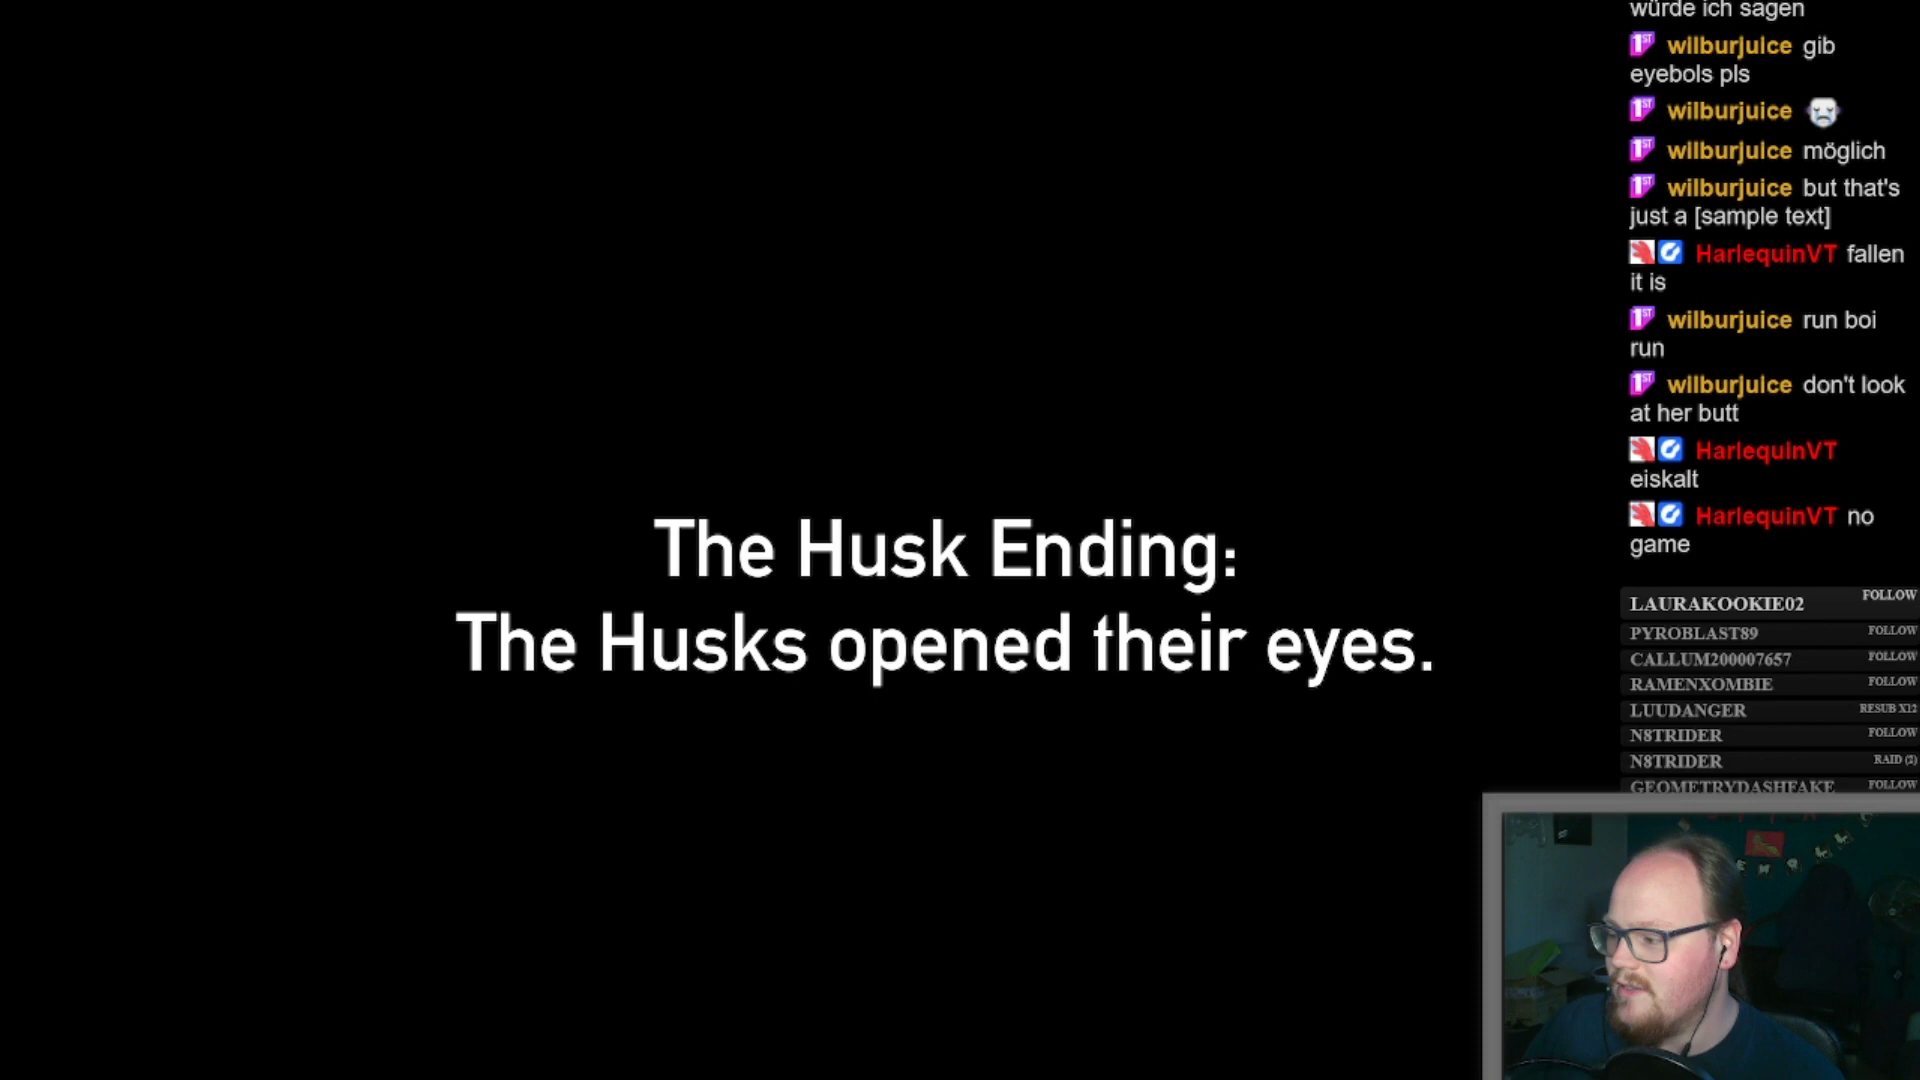 The Husk Ending:
The Husks opened their eyes.
würde ich sagen
wilburjuice gib
eyebols pls
wilburjuice
wilburjuice möglich
wilburjuice but that's
just a [sample text]
HarlequinVT fallen
it is
wilburjuice run boi
run
wilburjuice don't look
at her butt
HarlequinVT
eiskalt
HarlequinVT no
game
LAURAKOOKIE02 FOLLOW
PYROBLAST89 FOLLOW
CALLUM200007657 FOLLOW
RAMENXOMBIE FOLLOW
LUUDANGER RESUB X12
N8TRIDER FOLLOW
N8TRIDER RAID (2)
GEOMETRYDASHFAKE FOLLOW